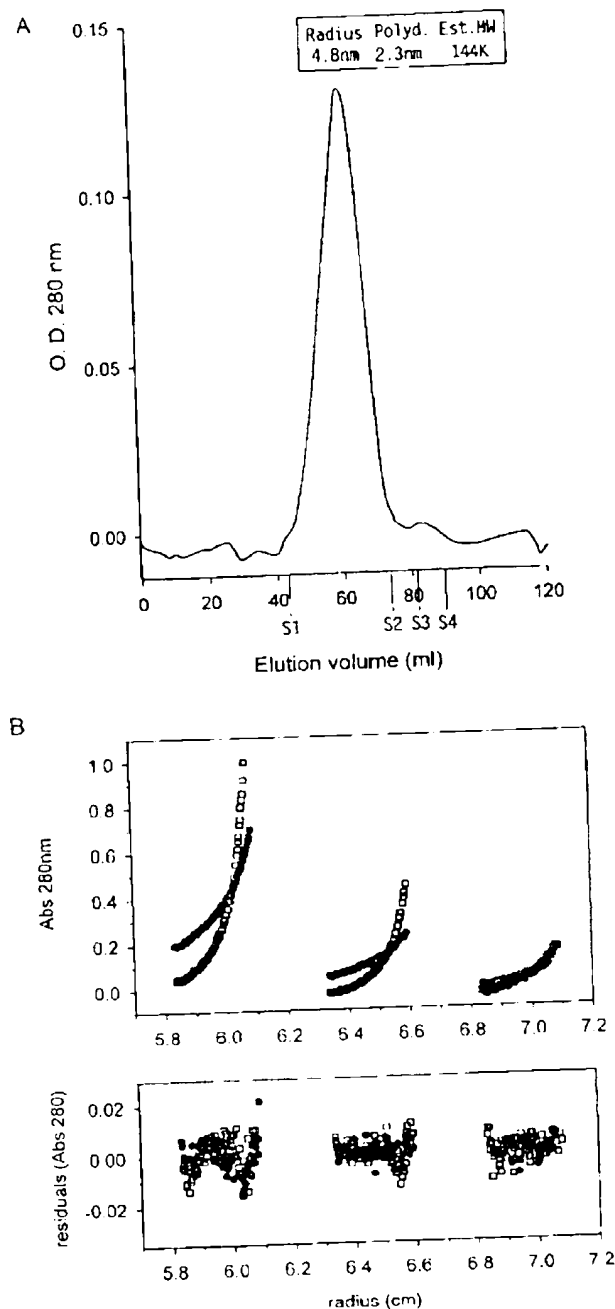 A
Radius Polyd. Est.MW
4.8nm 2.3nm 144K
0.15
0.10
0.05
0.00
O. D. 280 nm
0 20 40 60 80 100 120
S1 S2 S3 S4
Elution volume (ml)
B
1.0
0.8
0.6
0.4
0.2
0.0
Abs 280nm
5.8 6.0 6.2 6.4 6.6 6.8 7.0 7.2
0.02
0.00
-0.02
residuals (Abs 280)
5.8 6.0 6.2 6.4 6.6 6.8 7.0 7.2
radius (cm)